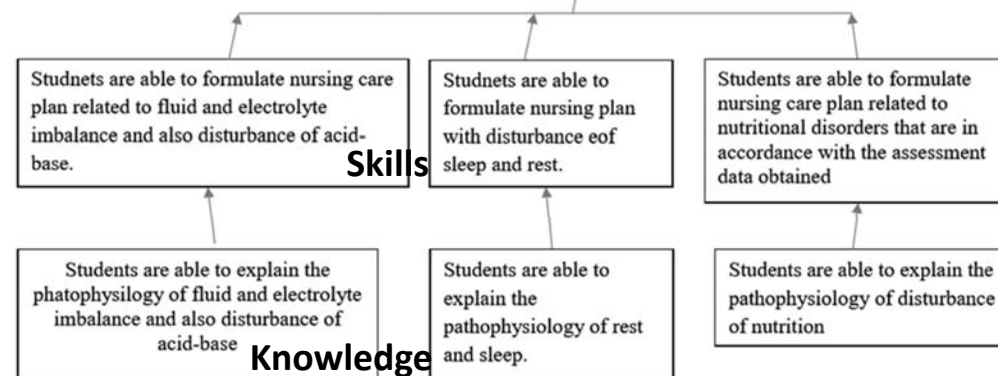 Studnets are able to formulate nursing care
plan related to fluid and electrolyte
imbalance and also disturbance of acid-
base.
Skills
Studnets are able to
formulate nursing plan
with disturbance eof
sleep and rest.
Students are able to formulate
nursing care plan related to
nutritional disorders that are in
accordance with the assessment
data obtained
Students are able to explain the
phatophysilogy of fluid and electrolyte
imbalance and also disturbance of
acid-base
Knowledge
Students are able to
explain the
pathophysiology of rest
and sleep.
Students are able to explain the
pathophysiology of disturbance
of nutrition